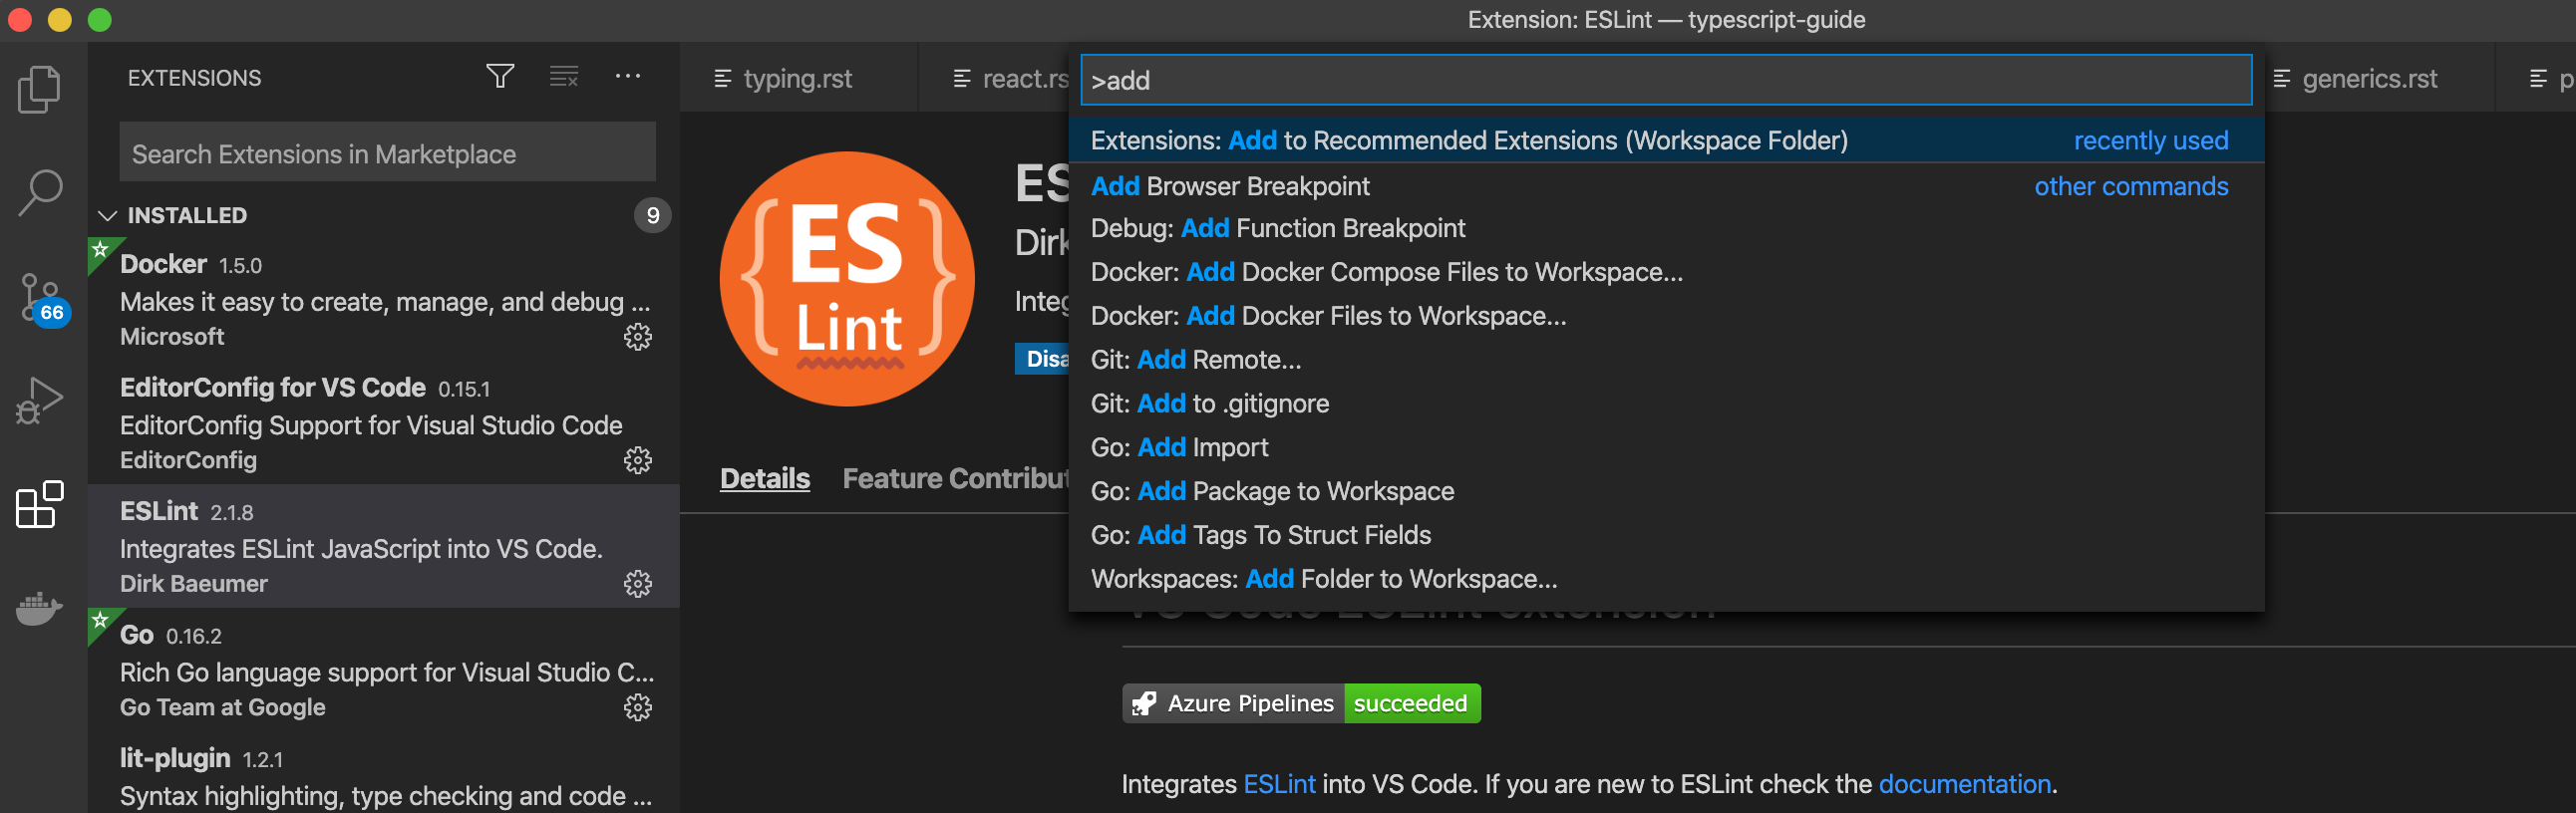 Extension: ESLint — typescript-guide
EXTENSIONS
Search Extensions in Marketplace
INSTALLED 9
Docker 1.5.0
Makes it easy to create, manage, and debug ...
Microsoft
EditorConfig for VS Code 0.15.1
EditorConfig Support for Visual Studio Code
EditorConfig
ESLint 2.1.8
Integrates ESLint JavaScript into VS Code.
Dirk Baeumer
Go 0.16.2
Rich Go language support for Visual Studio C...
Go Team at Google
lit-plugin 1.2.1
Syntax highlighting, type checking and code ...
66
typing.rst
react.rs
generics.rst
p
>add
Extensions: Add to Recommended Extensions (Workspace Folder) recently used
Add Browser Breakpoint other commands
Debug: Add Function Breakpoint
Docker: Add Docker Compose Files to Workspace...
Docker: Add Docker Files to Workspace...
Git: Add Remote...
Git: Add to .gitignore
Go: Add Import
Go: Add Package to Workspace
Go: Add Tags To Struct Fields
Workspaces: Add Folder to Workspace...
{ES}
Lint
ES
Dirk
Integ
Disa
Details Feature Contribut
VS Code ESLint extension
Azure Pipelines succeeded
Integrates ESLint into VS Code. If you are new to ESLint check the documentation.